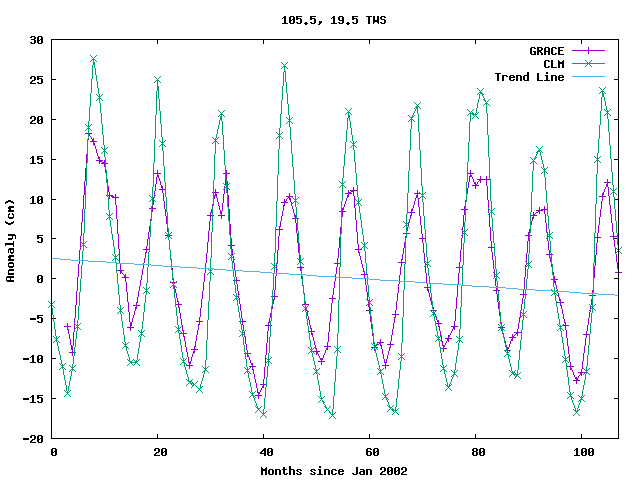 105.5, 19.5 TWS
GRACE
CLM
Trend Line
30
25
20
15
10
5
0
-5
-10
-15
-20
Anomaly (cm)
0 20 40 60 80 100
Months since Jan 2002